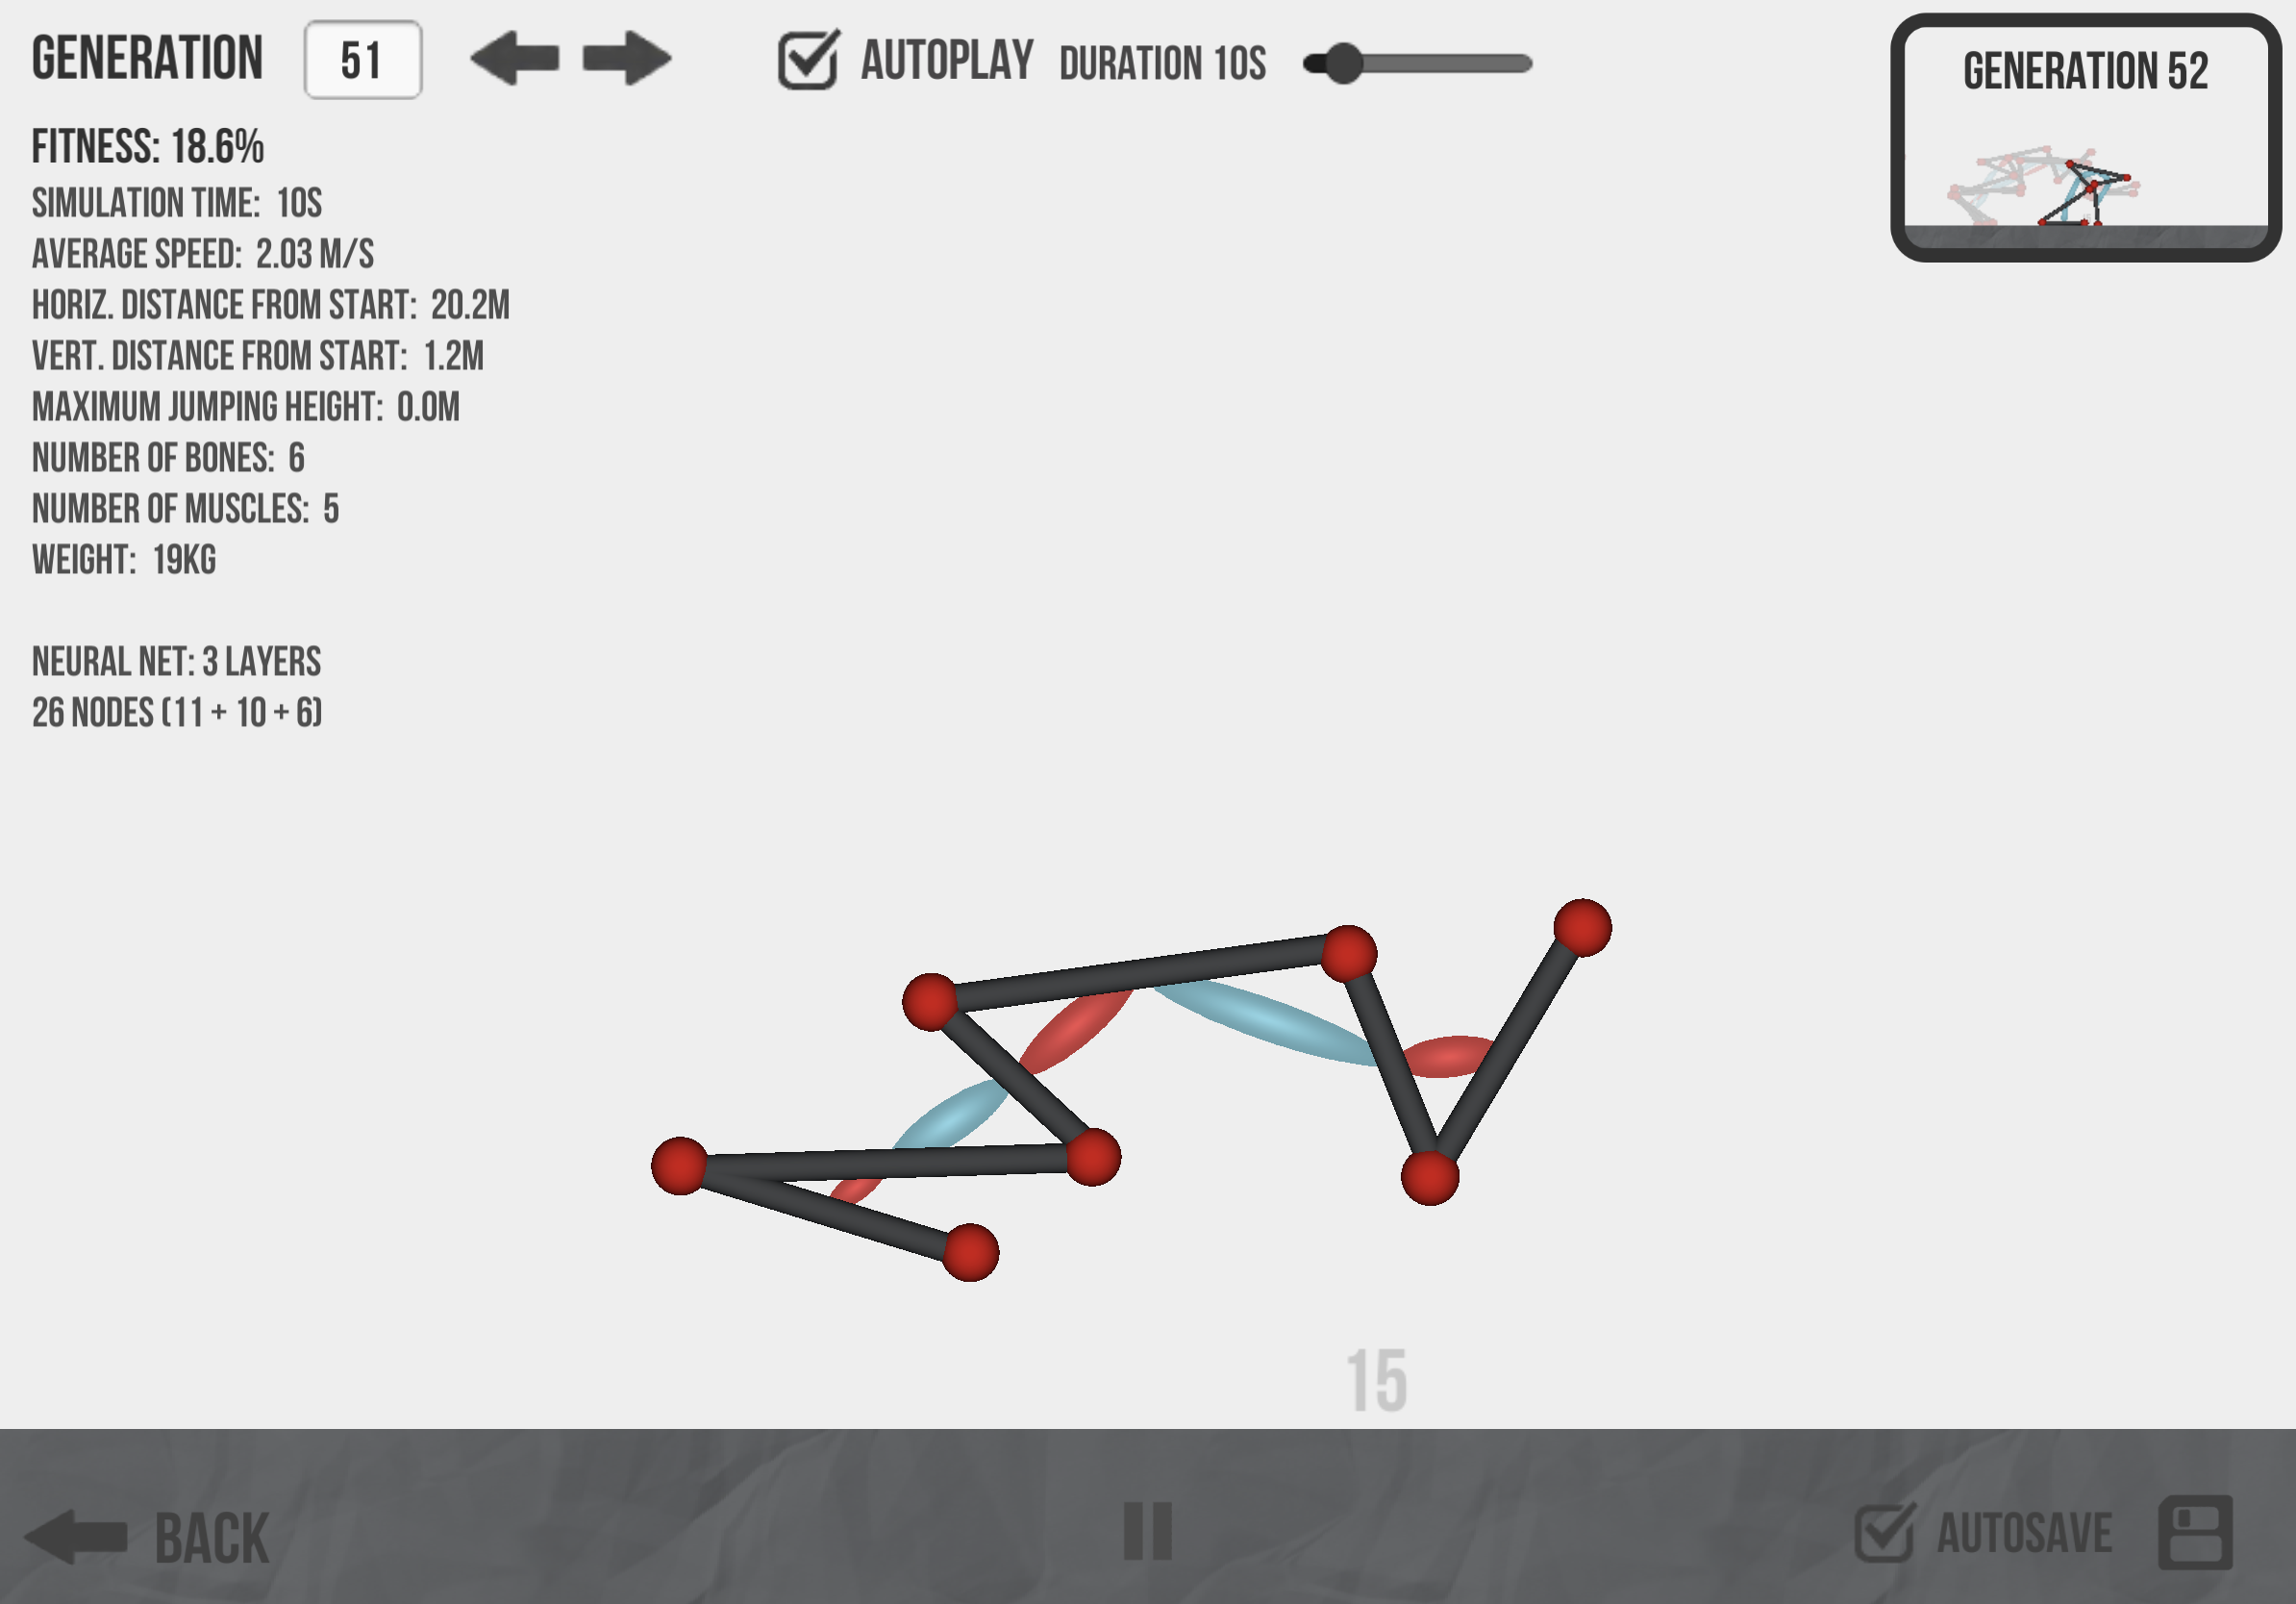 GENERATION 51
AUTOPLAY DURATION 10S
GENERATION 52
FITNESS: 18.6%
SIMULATION TIME: 10S
AVERAGE SPEED: 2.03 M/S
HORIZ. DISTANCE FROM START: 20.2M
VERT. DISTANCE FROM START: 1.2M
MAXIMUM JUMPING HEIGHT: 0.0M
NUMBER OF BONES: 6
NUMBER OF MUSCLES: 5
WEIGHT: 19KG
NEURAL NET: 3 LAYERS
26 NODES (11 + 10 + 6)
15
BACK
AUTOSAVE